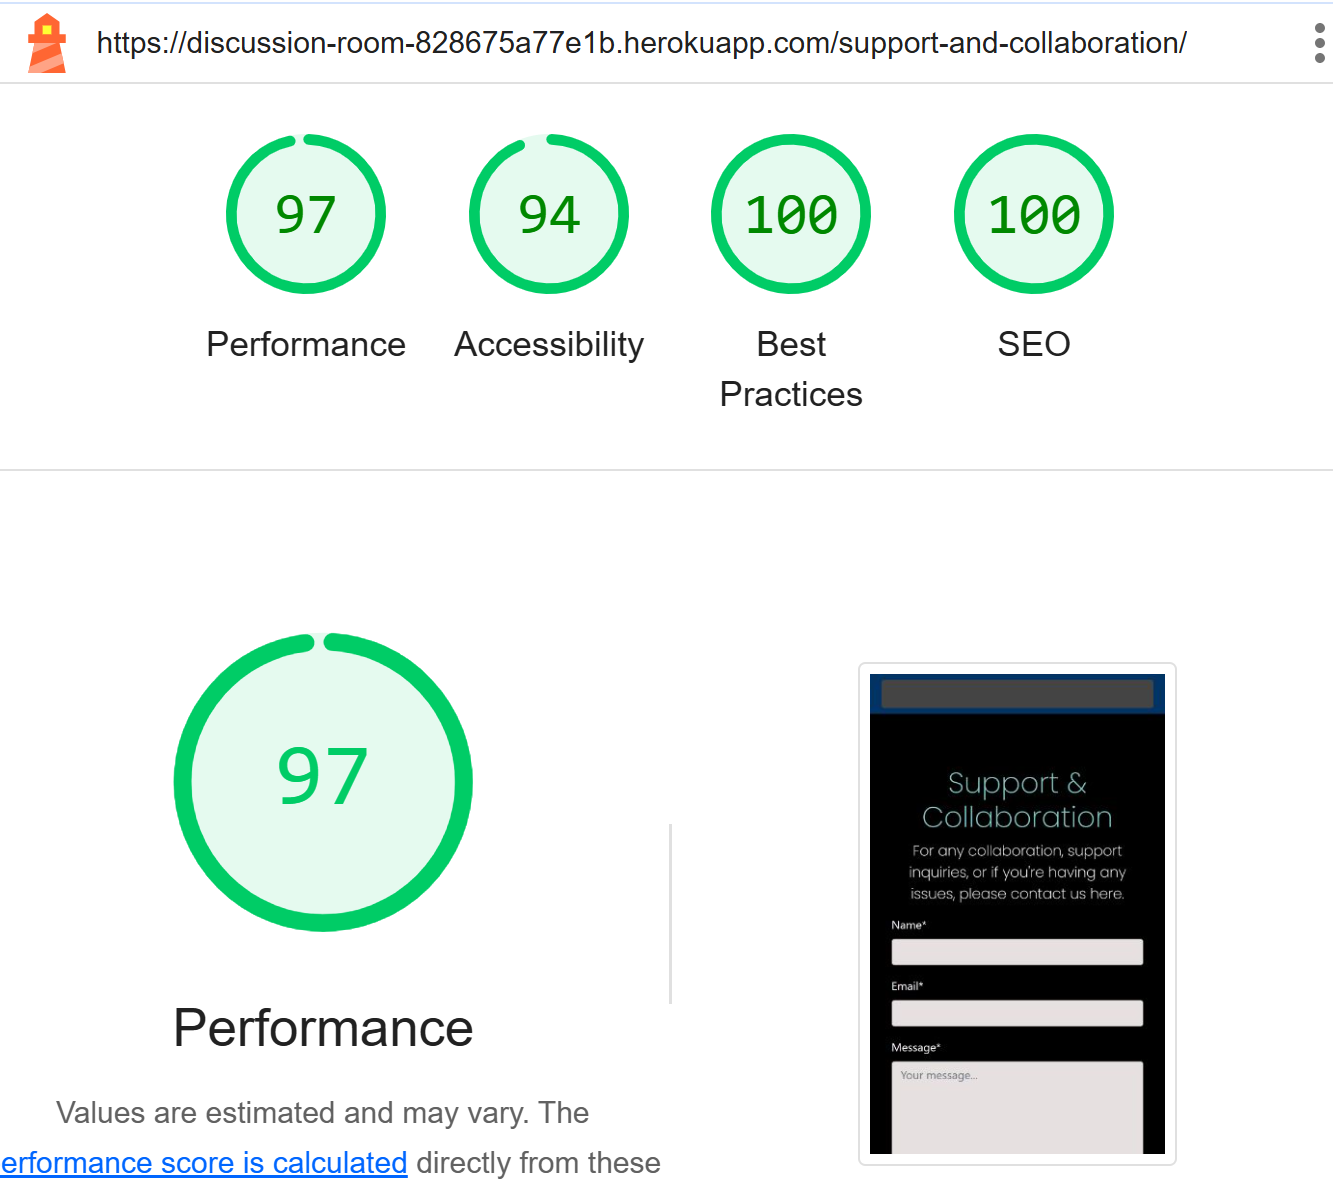 https://discussion-room-828675a77e1b.herokuapp.com/support-and-collaboration/
97
94
100
100
Performance
Accessibility
Best
Practices
SEO
97
Performance
Values are estimated and may vary. The
erformance score is calculated directly from these
Support &
Collaboration
For any collaboration, support
inquiries, or if you're having any
issues, please contact us here.
Name*
Email*
Message*
Your message...